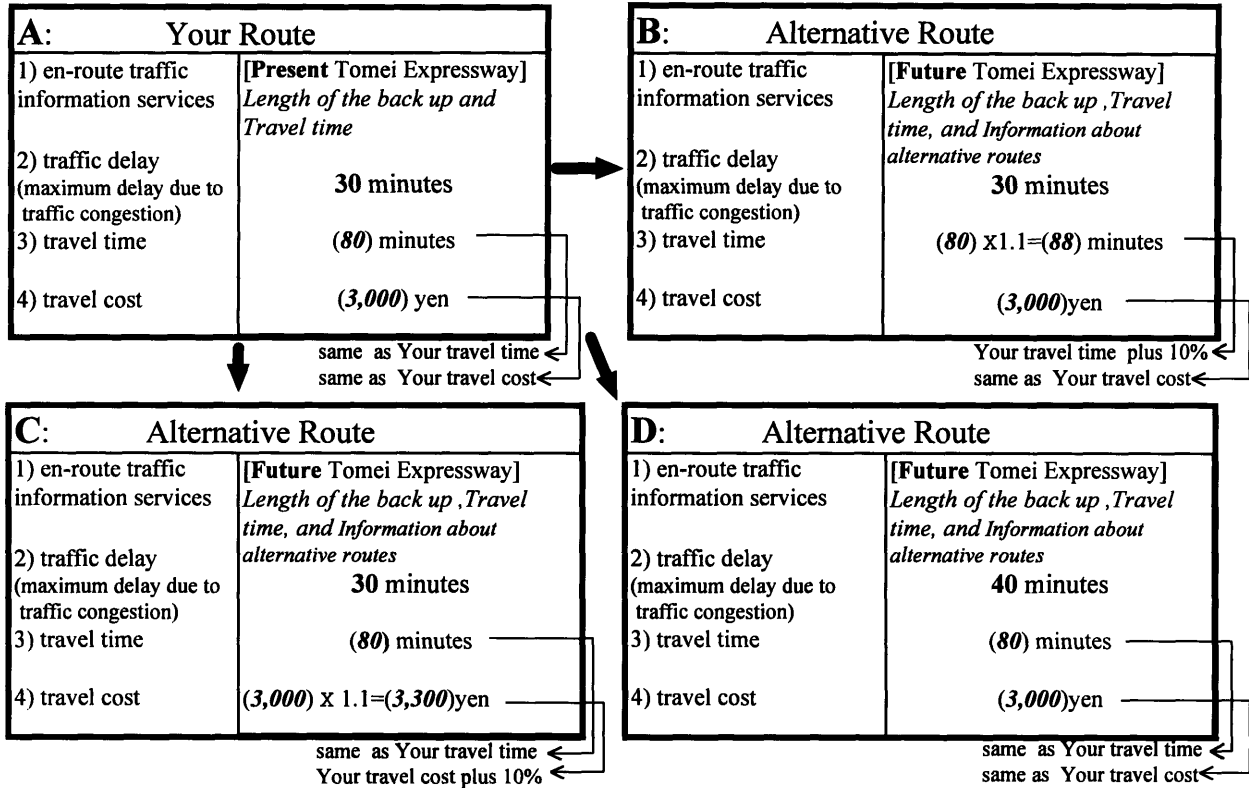 A: Your Route
1) en-route traffic
information services
[Present Tomei Expressway]
Length of the back up and
Travel time
2) traffic delay
(maximum delay due to
traffic congestion)
30 minutes
3) travel time
(80) minutes
4) travel cost
(3,000) yen
same as Your travel time
same as Your travel cost
B: Alternative Route
1) en-route traffic
information services
[Future Tomei Expressway]
Length of the back up ,Travel
time, and Information about
alternative routes
2) traffic delay
(maximum delay due to
traffic congestion)
30 minutes
3) travel time
(80) X1.1=(88) minutes
4) travel cost
(3,000)yen
Your travel time plus 10%
same as Your travel cost
C: Alternative Route
1) en-route traffic
information services
[Future Tomei Expressway]
Length of the back up ,Travel
time, and Information about
alternative routes
2) traffic delay
(maximum delay due to
traffic congestion)
30 minutes
3) travel time
(80) minutes
4) travel cost
(3,000) X 1.1=(3,300)yen
same as Your travel time
Your travel cost plus 10%
D: Alternative Route
1) en-route traffic
information services
[Future Tomei Expressway]
Length of the back up ,Travel
time, and Information about
alternative routes
2) traffic delay
(maximum delay due to
traffic congestion)
40 minutes
3) travel time
(80) minutes
4) travel cost
(3,000)yen
same as Your travel time
same as Your travel cost